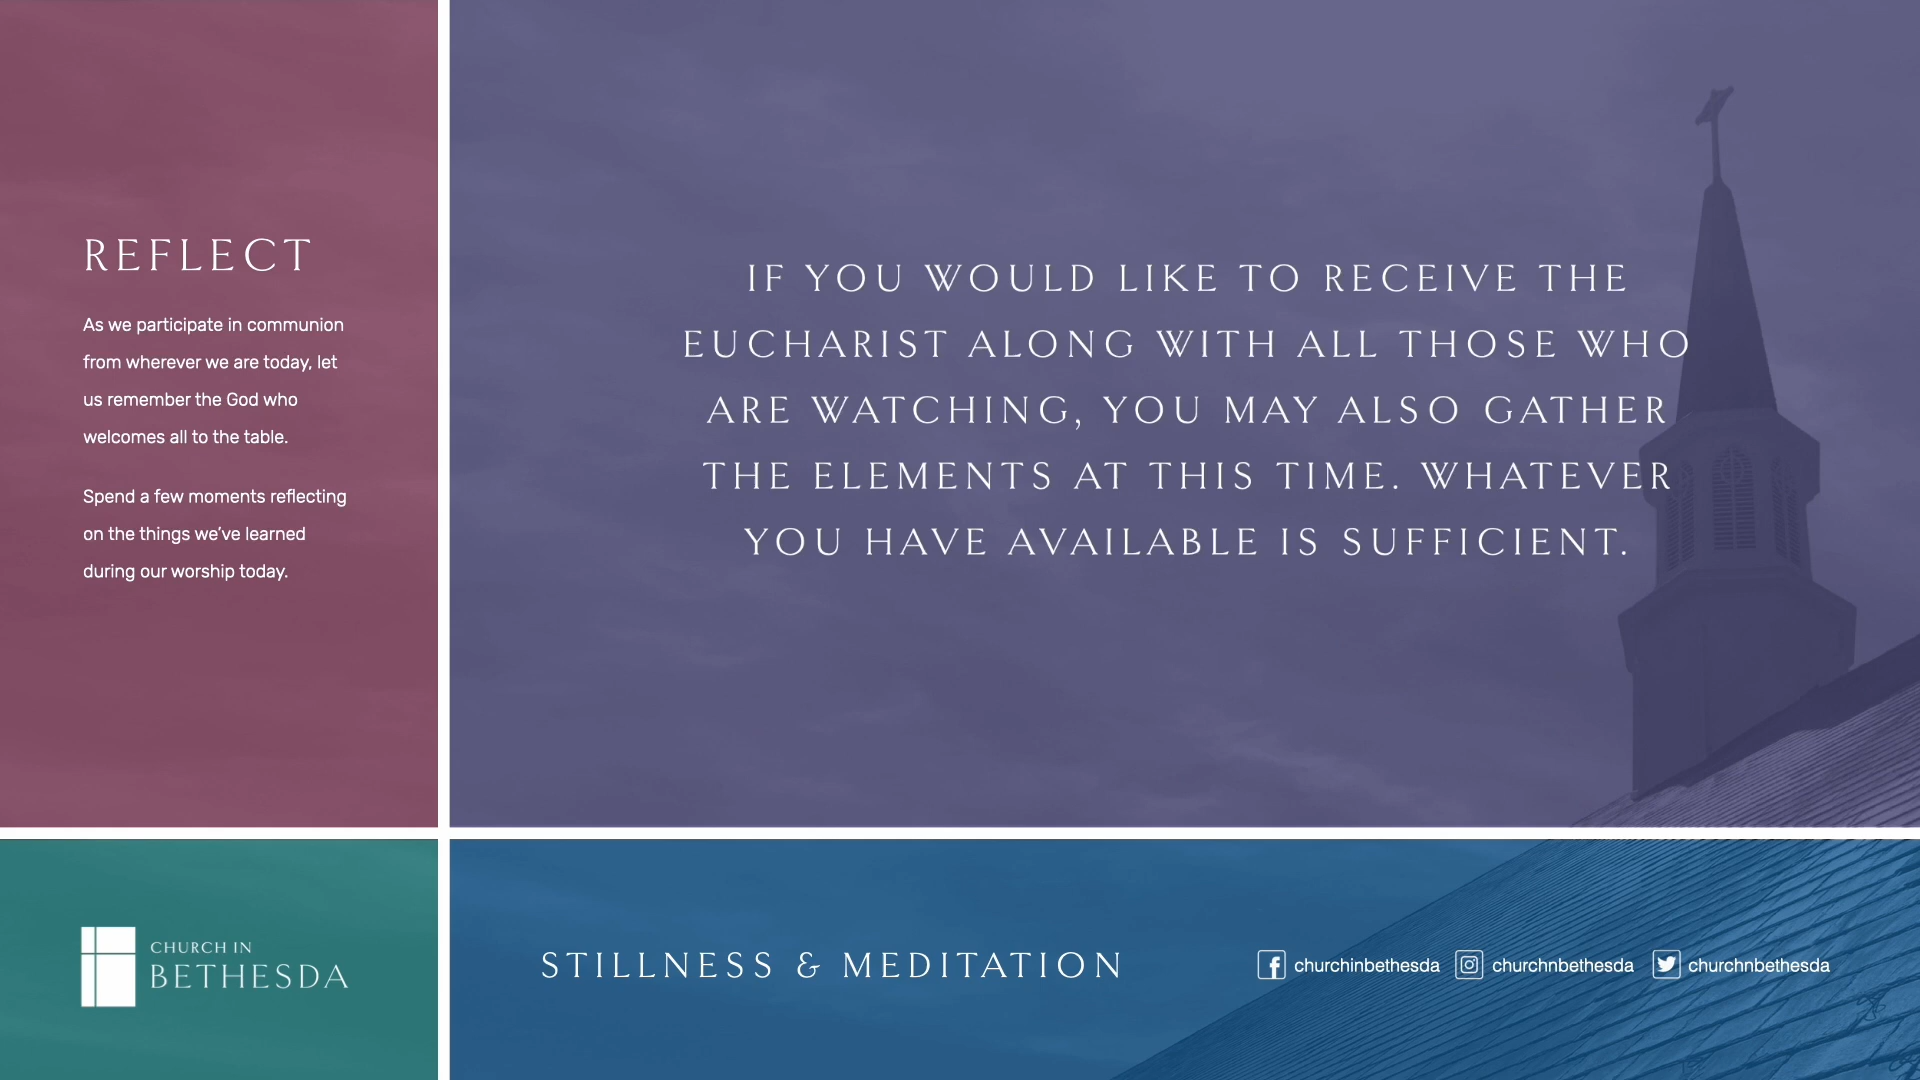 REFLECT
As we participate in communion
from wherever we are today, let
us remember the God who
welcomes all to the table.
Spend a few moments reflecting
on the things we've learned
during our worship today.
IF YOU WOULD LIKE TO RECEIVE THE
EUCHARIST ALONG WITH ALL THOSE WHO
ARE WATCHING, YOU MAY ALSO GATHER
THE ELEMENTS AT THIS TIME. WHATEVER
YOU HAVE AVAILABLE IS SUFFICIENT.
CHURCH IN
BETHESDA
STILLNESS & MEDITATION
churchinbethesda churchnbethesda churchnbethesda